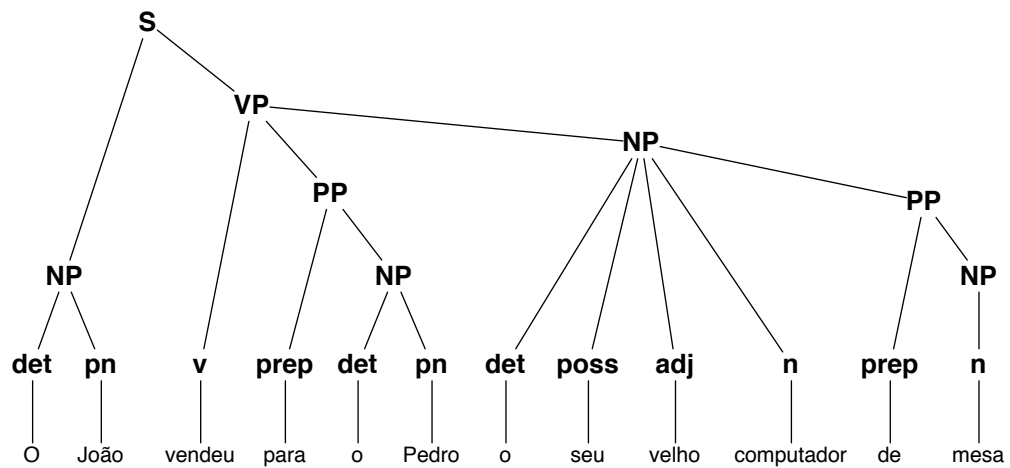 S
VP
NP
PP
PP
NP
NP
NP
det pn v prep det pn det poss adj n prep n
O João vendeu para o Pedro o seu velho computador de mesa